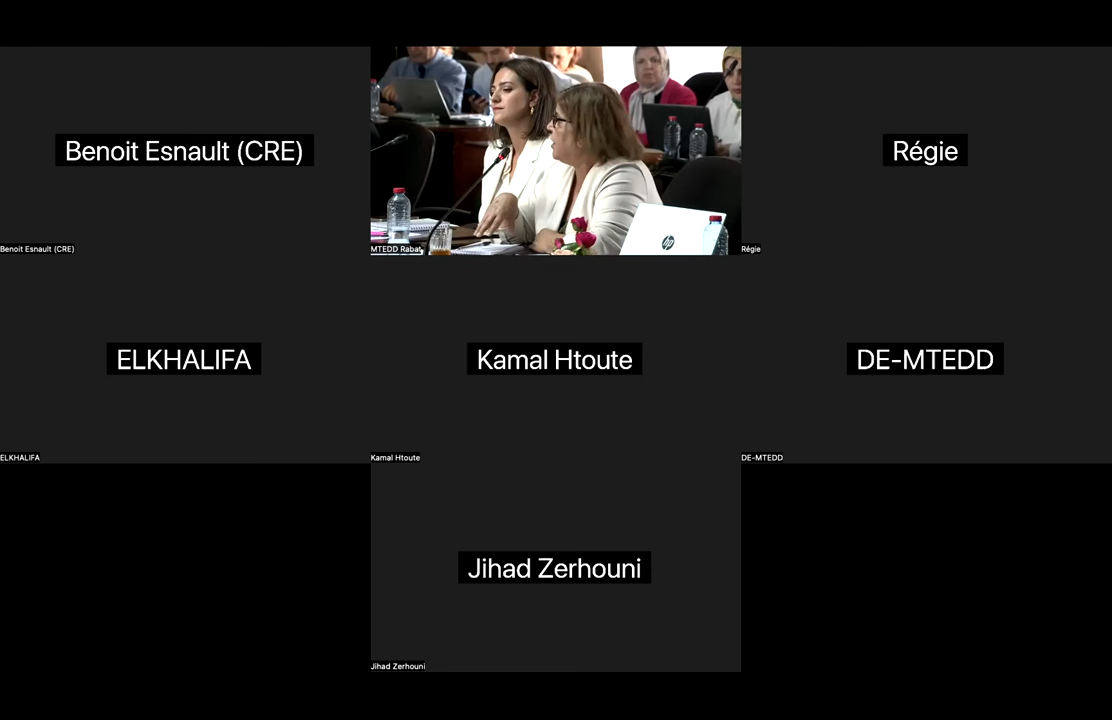 Benoit Esnault (CRE)
Régie
Benoit Esnault (CRE)
MTEDD Rabat
hp
Régie
ELKHALIFA
Kamal Htoute
DE-MTEDD
ELKHALIFA
Kamal Htoute
DE-MTEDD
Jihad Zerhouni
Jihad Zerhouni